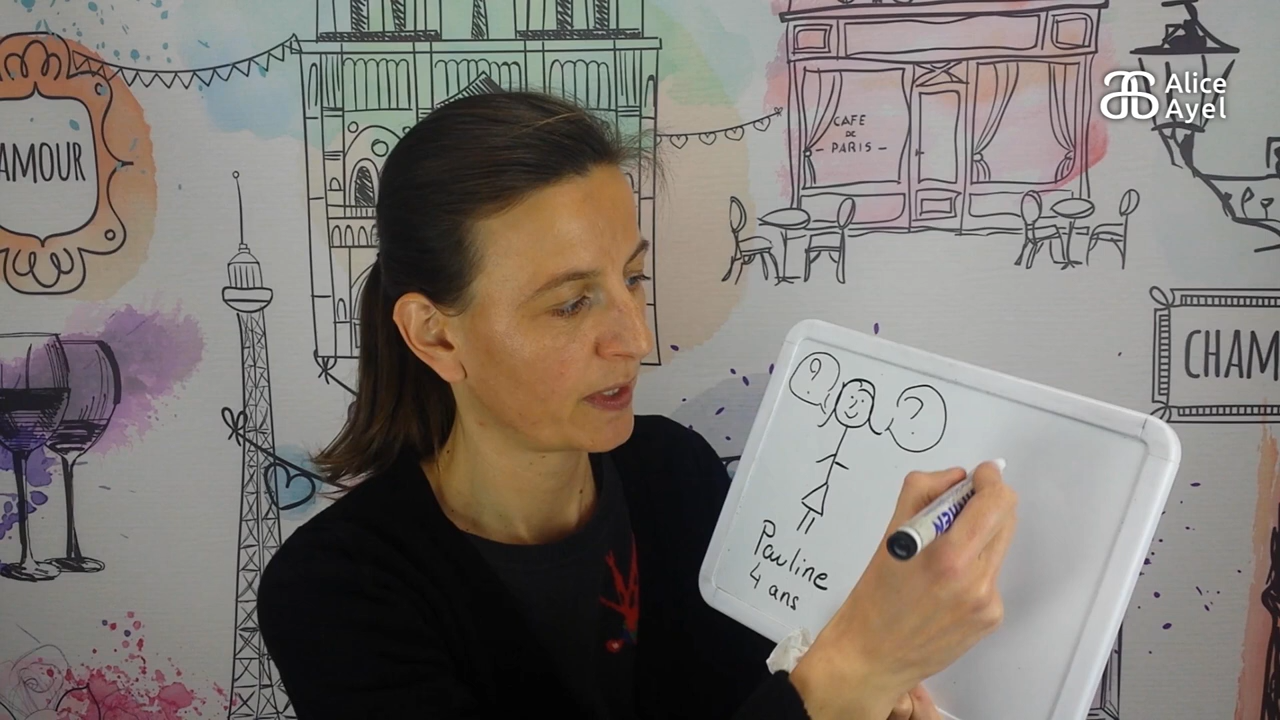 Alice
Ayel
AMOUR
CAFE
DE
- PARIS -
CHAM
?
?
Pauline
4 ans